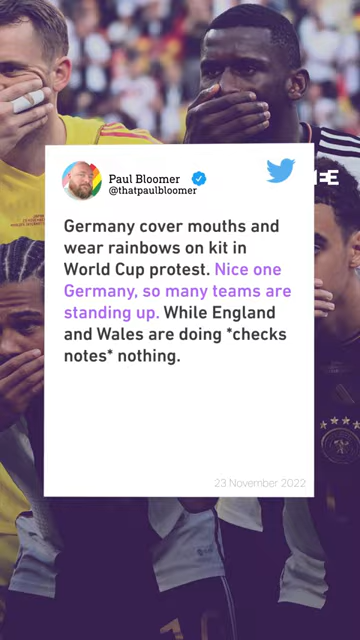 Paul Bloomer
@thatpaulbloomer
Germany cover mouths and
wear rainbows on kit in
World Cup protest. Nice one
Germany, so many teams are
standing up. While England
and Wales are doing *checks
notes* nothing.
23 November 2022